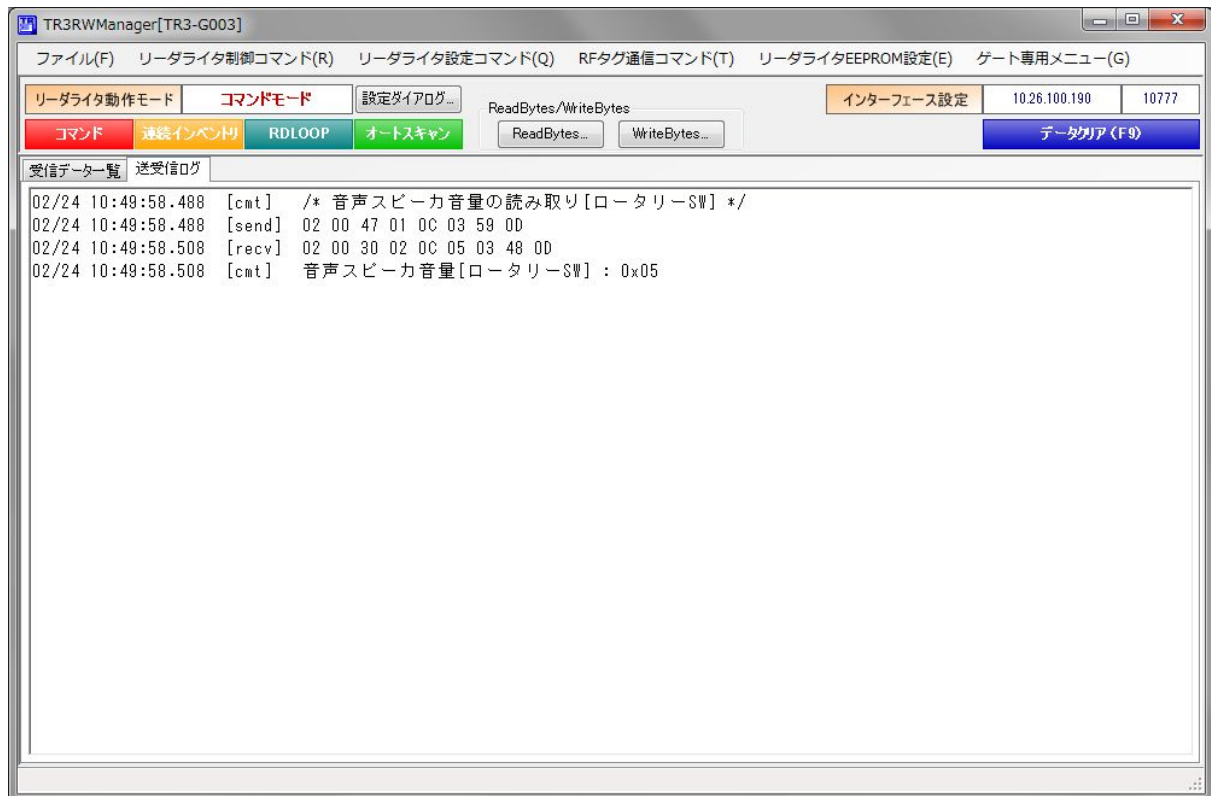 TR3RWManager[TR3-G003]
ファイル(F) リーダライタ制御コマンド(R) リーダライタ設定コマンド(Q) RFタグ通信コマンド(T) リーダライタEEPROM設定(E) ゲート専用メニュー(G)
リーダライタ動作モード コマンドモード 設定ダイアログ... ReadBytes/WriteBytes インターフェース設定 10.26.100.190 10777
コマンド 連続インベントリ RDLOOP オートスキャン ReadBytes... WriteBytes... データクリア (F9)
受信データ一覧 送受信ログ
02/24 10:49:58.488 [cmt] /* 音声スピーカ音量の読み取り[ロータリーSW] */
02/24 10:49:58.488 [send] 02 00 47 01 0C 03 59 0D
02/24 10:49:58.508 [recv] 02 00 30 02 0C 05 03 48 0D
02/24 10:49:58.508 [cmt] 音声スピーカ音量[ロータリーSW] : 0x05